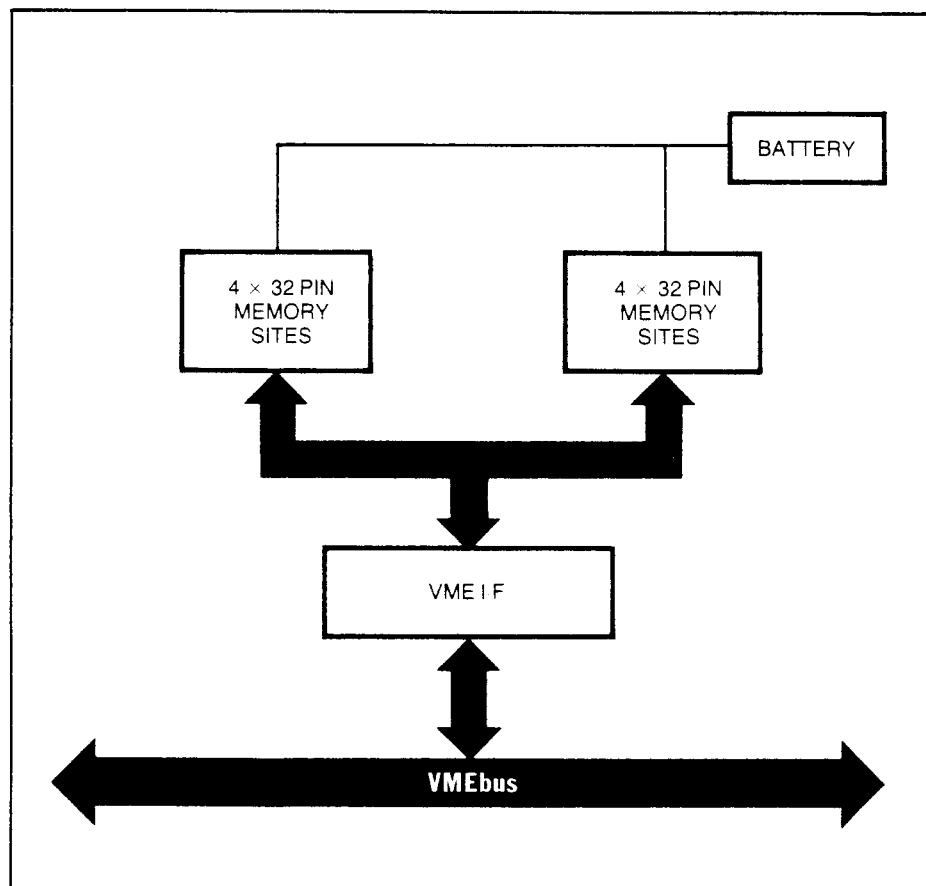 BATTERY
4 × 32 PIN
MEMORY
SITES
4 × 32 PIN
MEMORY
SITES
VME I F
VMEbus